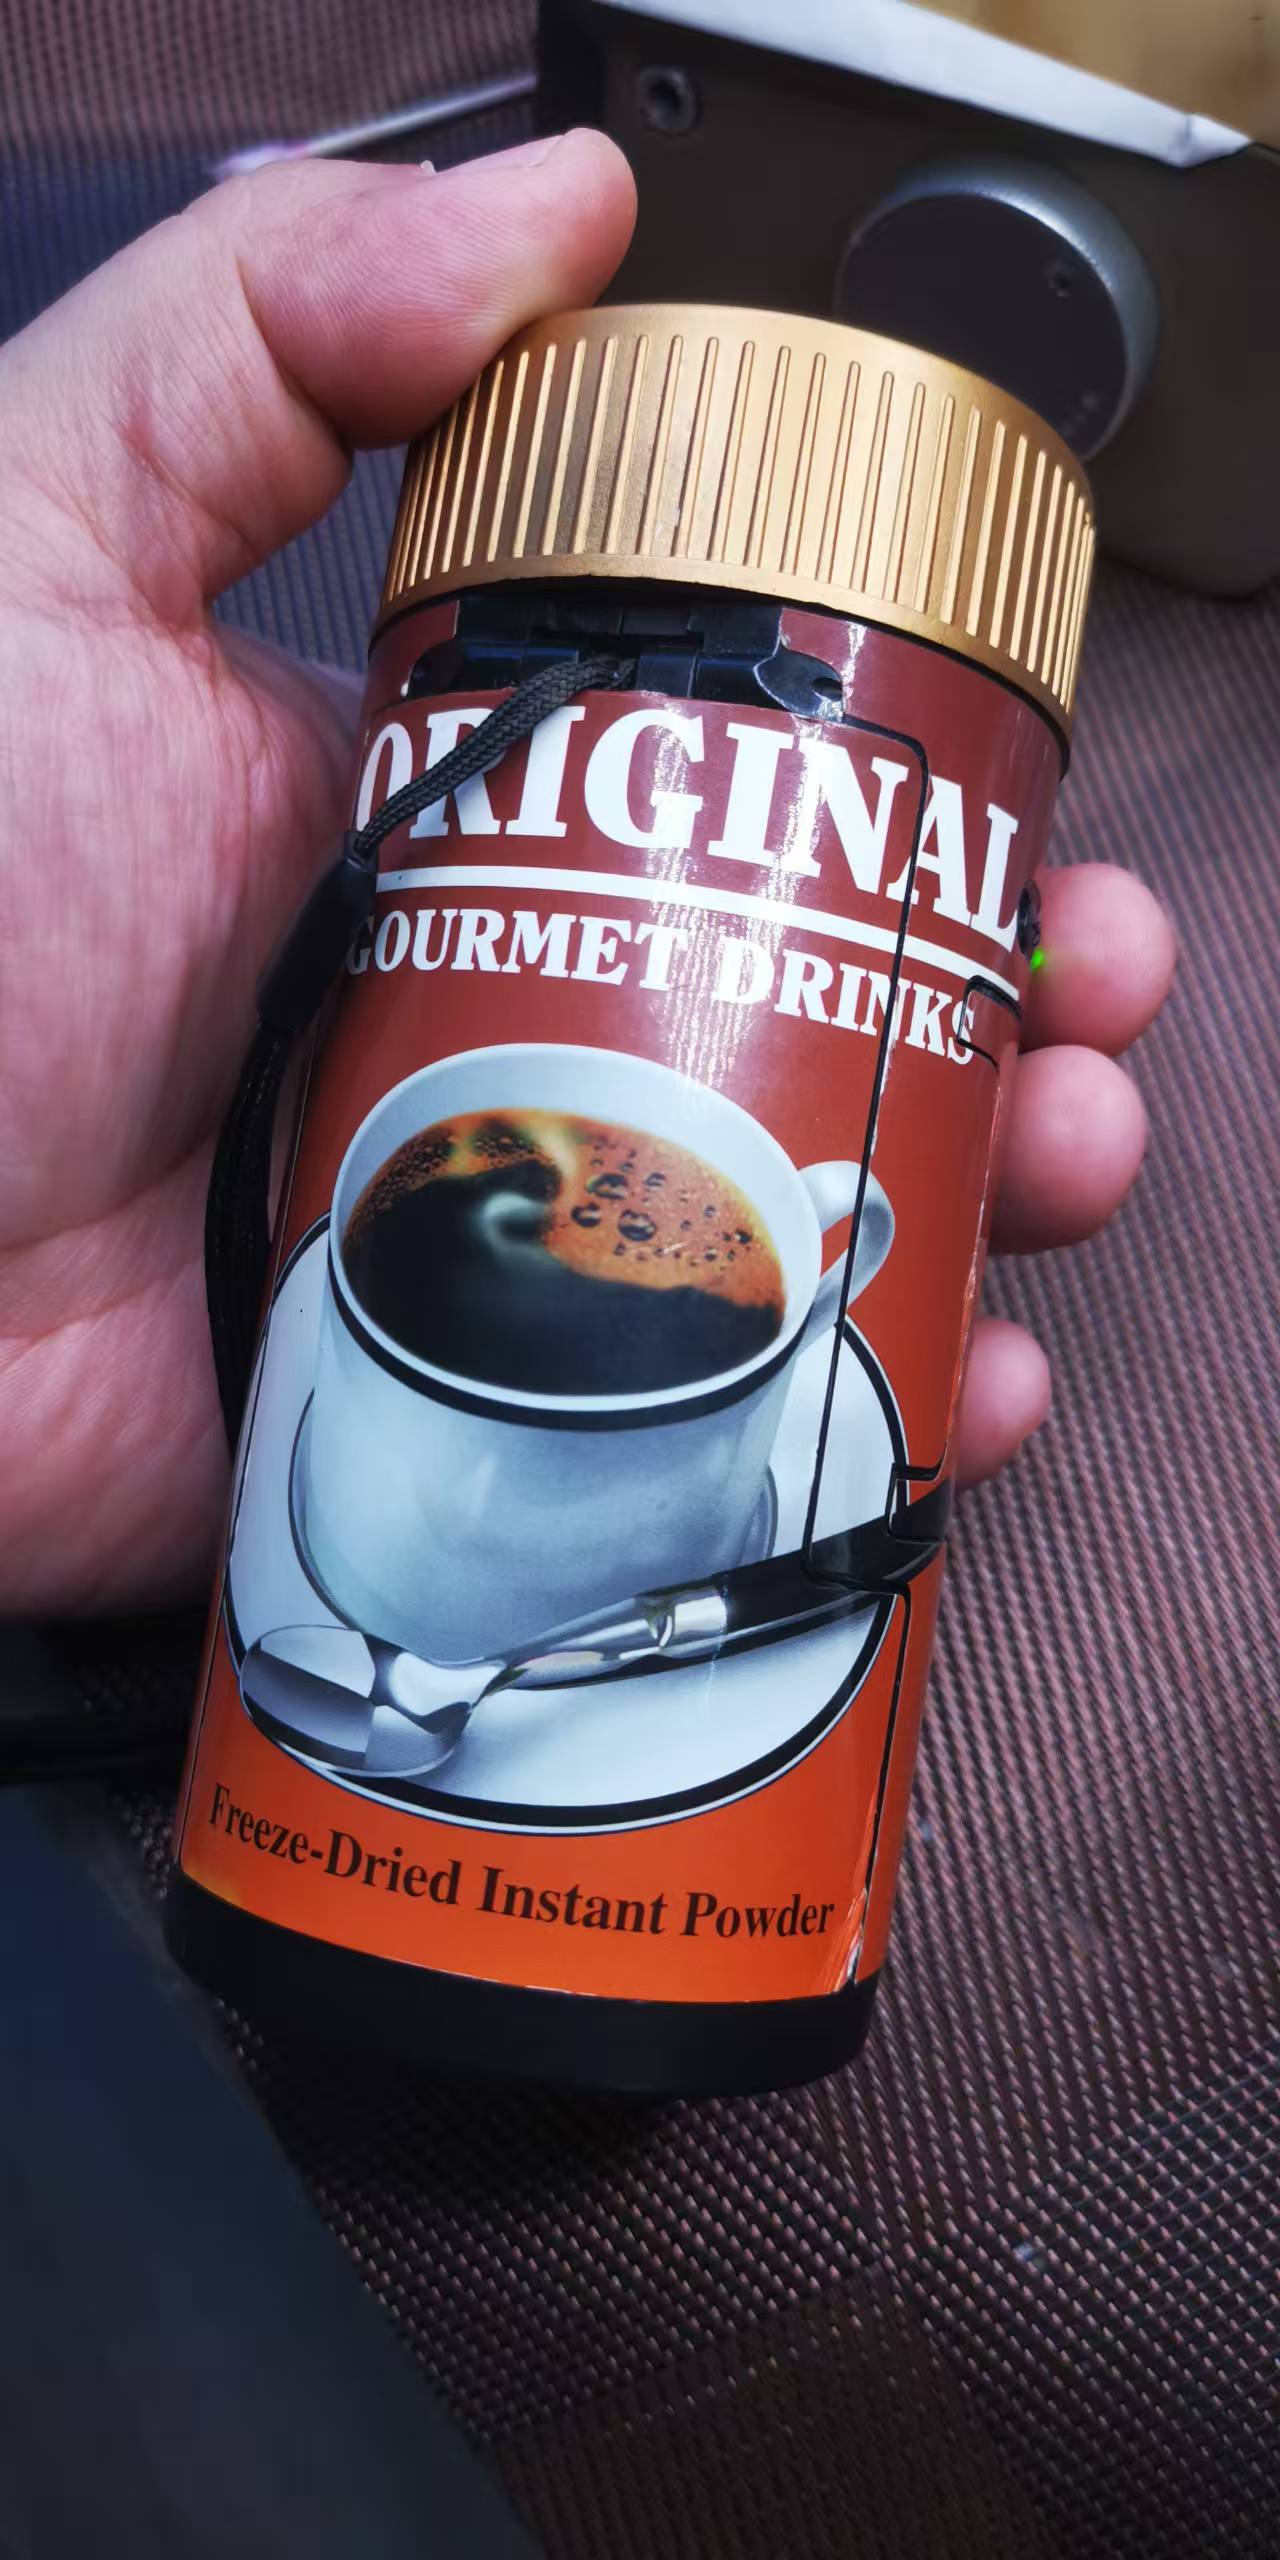 ORIGINAL
GOURMET DRINKS
Freeze-Dried Instant Powder